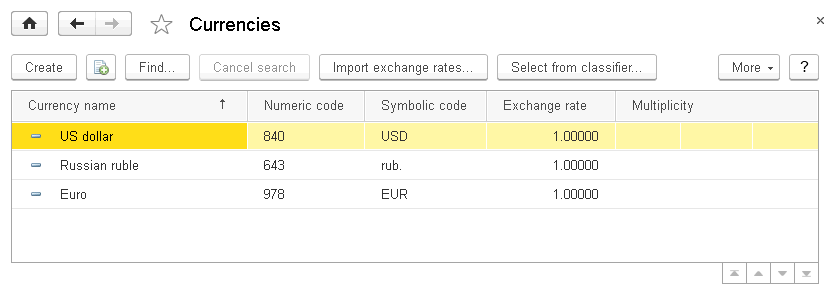 Currencies
Create Find... Cancel search Import exchange rates... Select from classifier... More ?
Currency name ↑ Numeric code Symbolic code Exchange rate Multiplicity
US dollar 840 USD 1.00000
Russian ruble 643 rub. 1.00000
Euro 978 EUR 1.00000